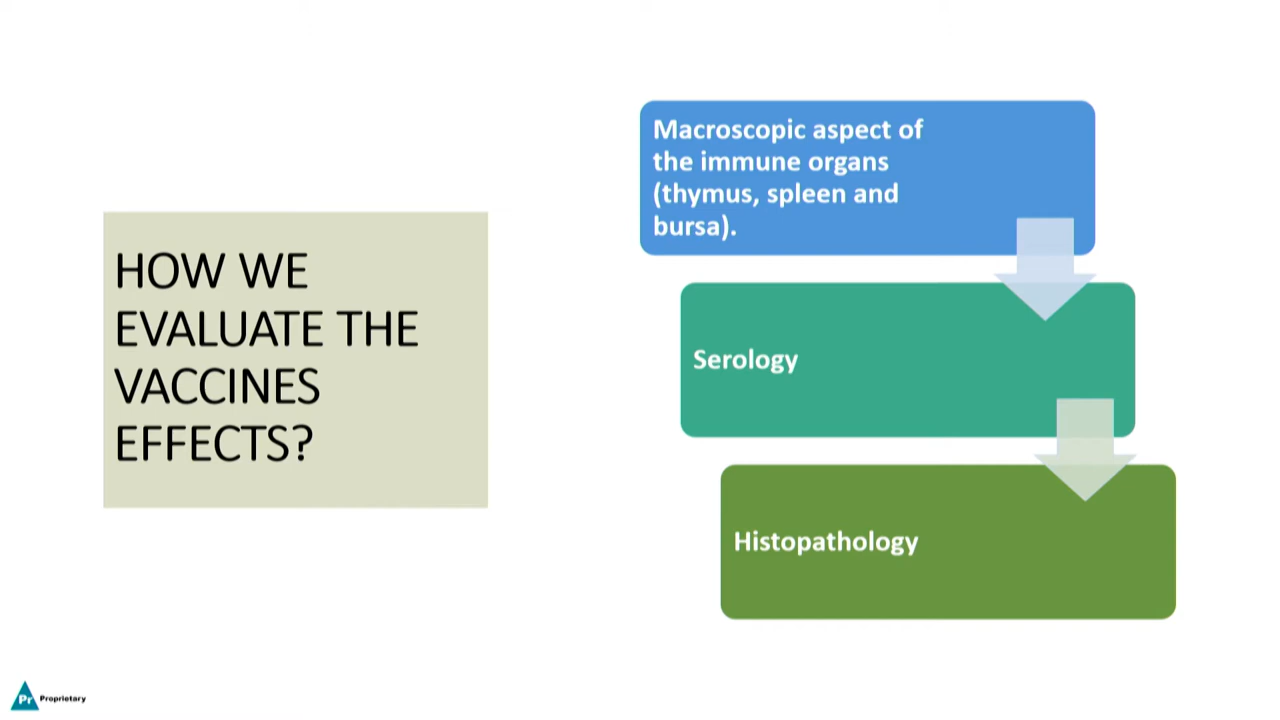 HOW WE
EVALUATE THE
VACCINES
EFFECTS?
Macroscopic aspect of
the immune organs
(thymus, spleen and
bursa).
Serology
Histopathology
Pr Proprietary